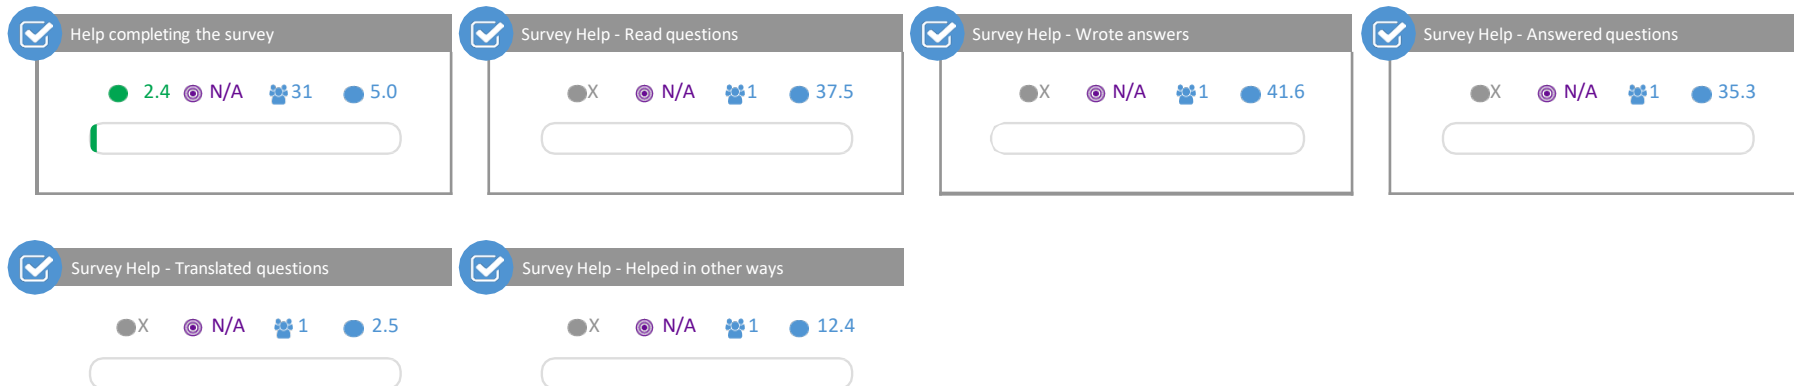 Help completing the survey
2.4 N/A 31 5.0
Survey Help - Read questions
X N/A 1 37.5
Survey Help - Wrote answers
X N/A 1 41.6
Survey Help - Answered questions
X N/A 1 35.3
Survey Help - Translated questions
X N/A 1 2.5
Survey Help - Helped in other ways
X N/A 1 12.4